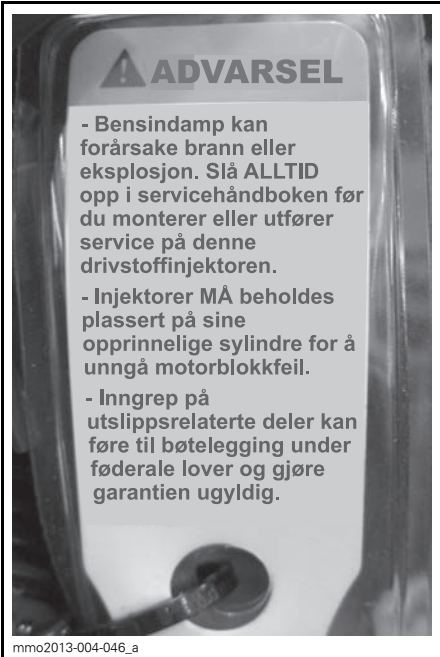 ADVARSEL
- Bensindamp kan
forårsake brann eller
eksplosjon. Slå ALLTID
opp i servicehåndboken før
du monterer eller utfører
service på denne
drivstoffinjektoren.
- Injektorer MÅ beholdes
plassert på sine
opprinnelige sylindre for å
unngå motorblokkfeil.
- Inngrep på
utslippsrelaterte deler kan
føre til bøtelegging under
føderale lover og gjøre
garantien ugyldig.
mmo2013-004-046_a